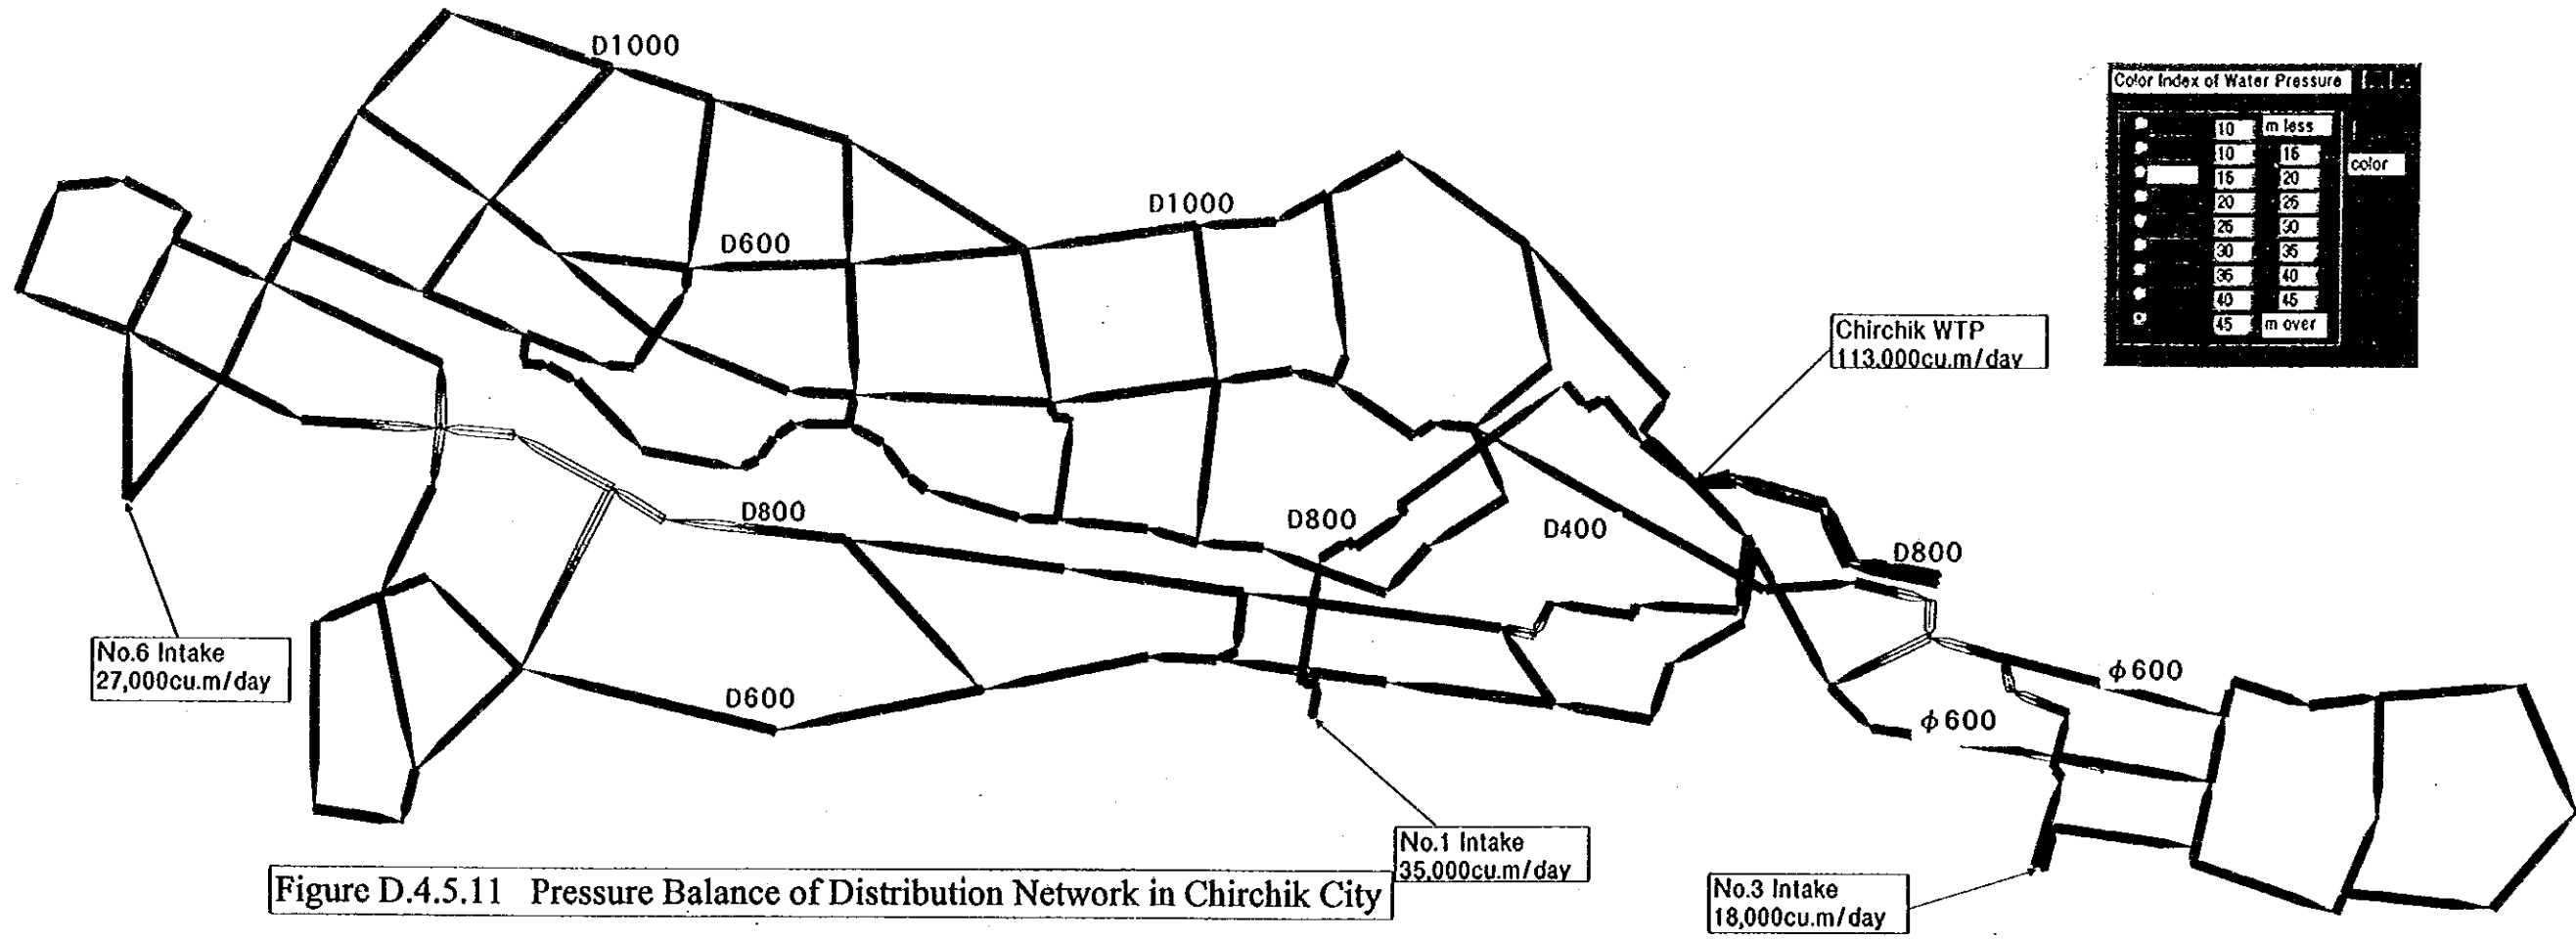 D1000
Color Index of Water Pressure
10 m less
10 15
color
15 20
20 25
25 30
30 35
35 40
40 45
45 m over
D1000
D600
Chirchik WTP
113,000cu.m/day
D800
D800
D400
D800
No.6 Intake
27,000cu.m/day
D600
φ600
φ600
No.1 Intake
35,000cu.m/day
No.3 Intake
18,000cu.m/day
Figure D.4.5.11 Pressure Balance of Distribution Network in Chirchik City